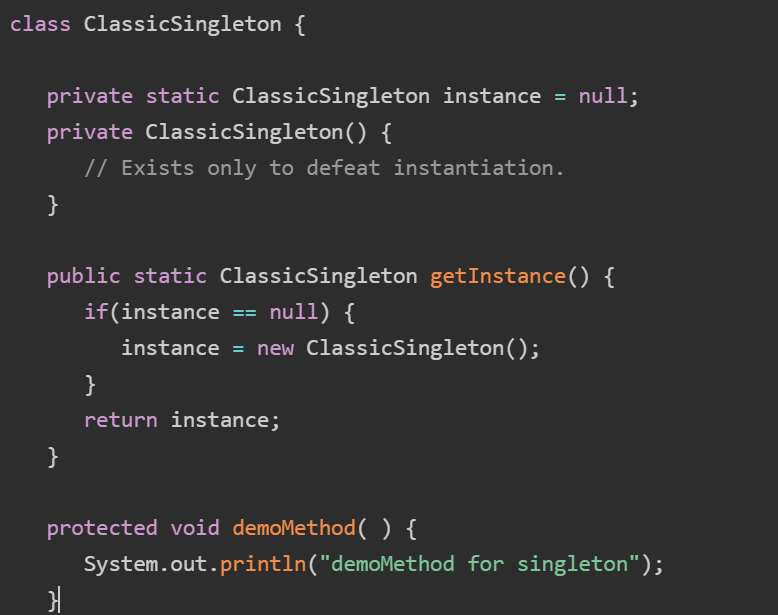 class ClassicSingleton {
private static ClassicSingleton instance = null;
private ClassicSingleton() {
// Exists only to defeat instantiation.
}
public static ClassicSingleton getInstance() {
if(instance == null) {
instance = new ClassicSingleton();
}
return instance;
}
protected void demoMethod( ) {
System.out.println("demoMethod for singleton");
}